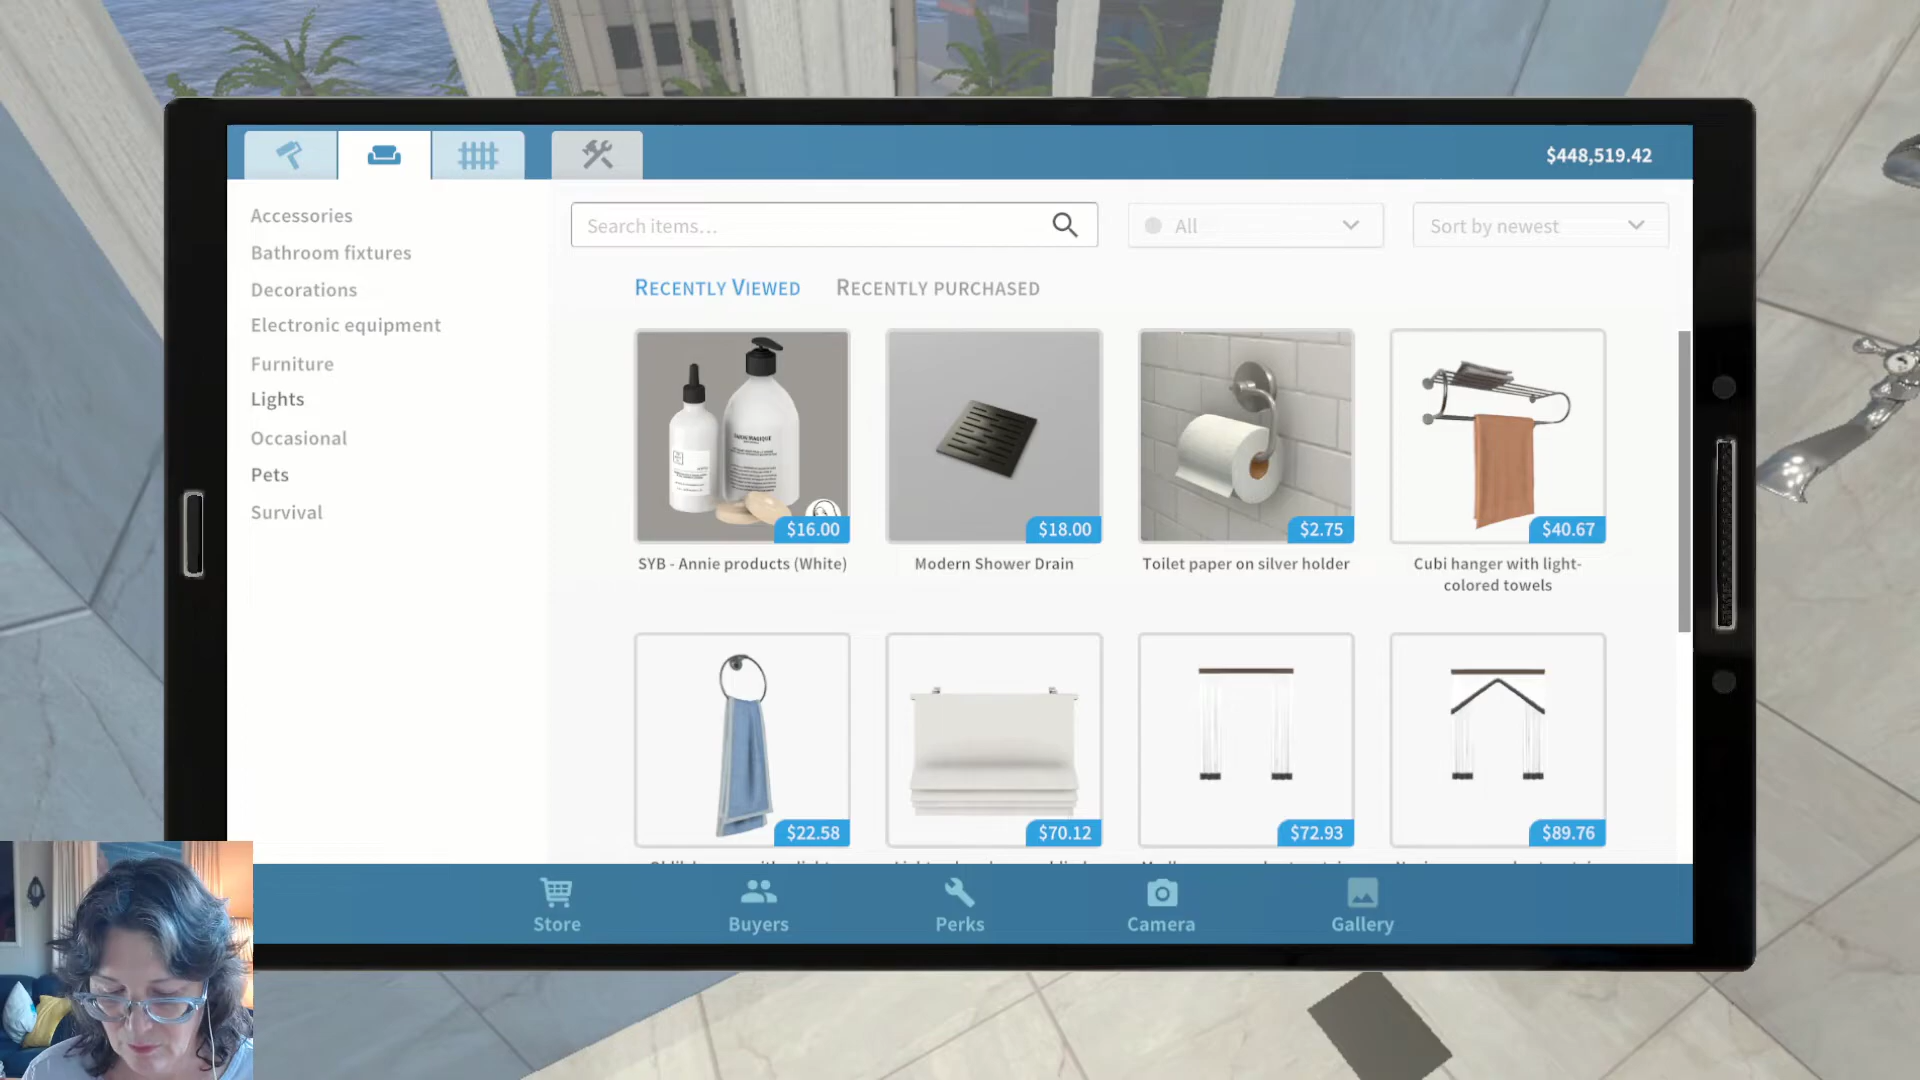 $448,519.42
Accessories
Bathroom fixtures
Decorations
Electronic equipment
Furniture
Lights
Occasional
Pets
Survival
Search items...
All
Sort by newest
RECENTLY VIEWED
RECENTLY PURCHASED
$16.00
$18.00
$2.75
$40.67
SYB - Annie products (White)
Modern Shower Drain
Toilet paper on silver holder
Cubi hanger with light-
colored towels
$22.58
$70.12
$72.93
$89.76
Store
Buyers
Perks
Camera
Gallery